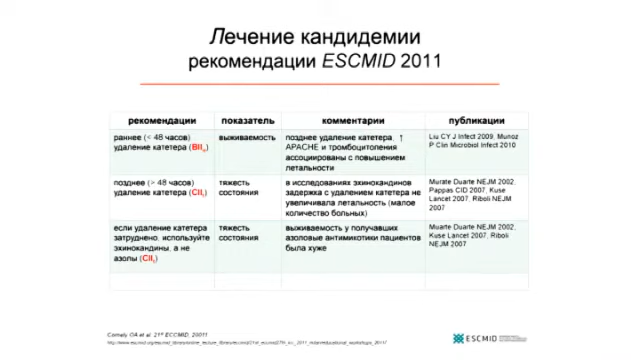 Лечение кандидемии
рекомендации ESCMID 2011
рекомендации показатель комментарии публикации
раннее (< 48 часов)
удаление катетера (BII
выживаемость
позднее удаление катетера, ↑
APACHE и тромбоцитопения
ассоциированы с повышением
летальности
Liu CY J Infect 2009, Munoz
P Clin Microbiol Infect 2010
позднее (> 48 часов)
удаление катетера (CII
тяжесть
состояния
в исследованиях эхинокандинов
задержка с удалением катетера не
увеличивала летальность (малое
количество больных)
Murate Duarte NEJM 2002,
Pappas CID 2007, Kuse
Lancet 2007, Riboli NEJM
2007
если удаление катетера
затруднено, используйте
эхинокандины, а не
азолы (CII
тяжесть
состояния
выживаемость у получавших
азоловые антимикотики пациентов
была хуже
Muarte Duarte NEJM 2002,
Kuse Lancet 2007, Riboli
NEJM 2007
Cornely OA et al. 21st ECCMID, 20011
ESCMID